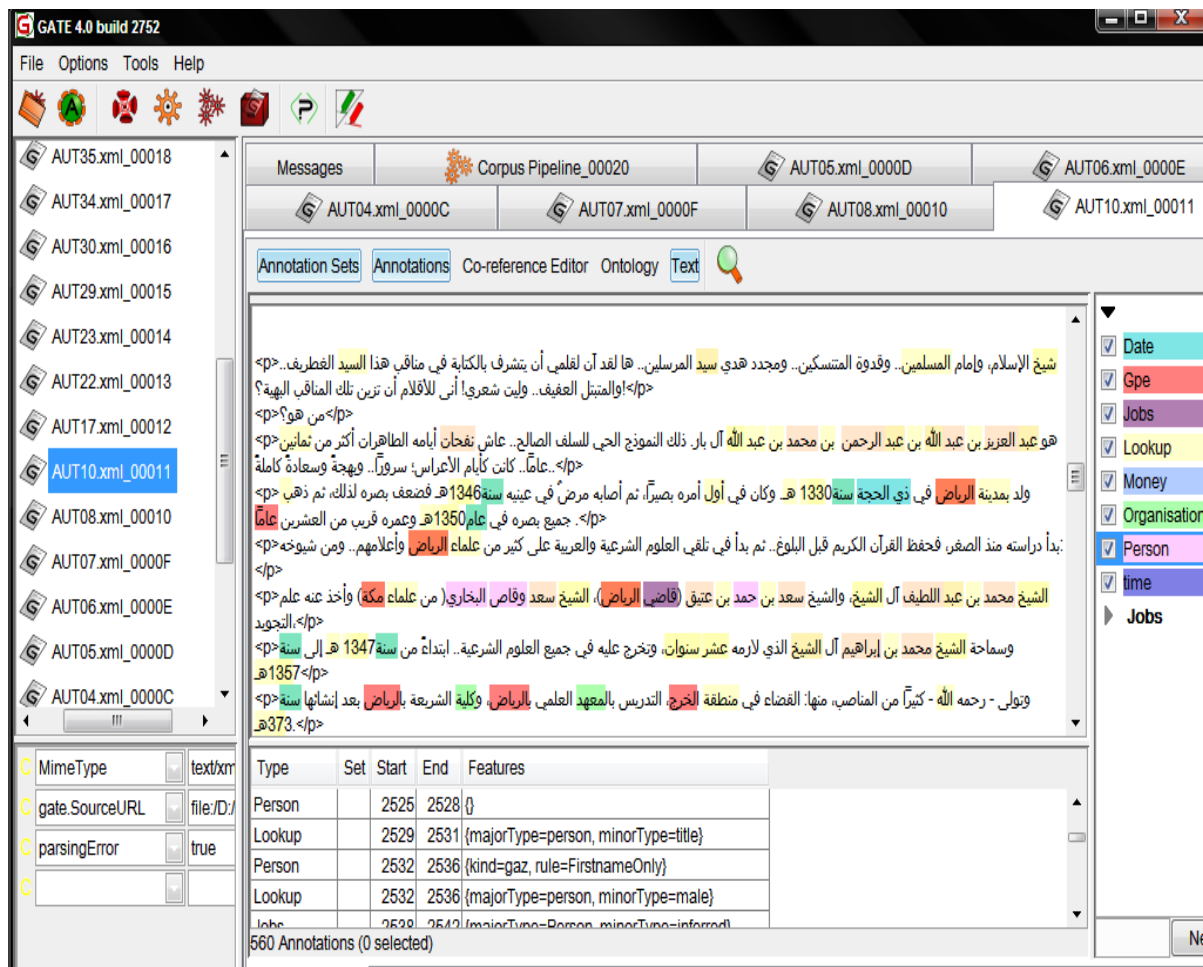 GATE 4.0 build 2752
File Options Tools Help
AUT35.xml_00018
AUT34.xml_00017
AUT30.xml_00016
AUT29.xml_00015
AUT23.xml_00014
AUT22.xml_00013
AUT17.xml_00012
AUT10.xml_00011
AUT08.xml_00010
AUT07.xml_0000F
AUT06.xml_0000E
AUT05.xml_0000D
AUT04.xml_0000C
Messages Corpus Pipeline_00020 AUT05.xml_0000D AUT06.xml_0000E
AUT04.xml_0000C AUT07.xml_0000F AUT08.xml_00010 AUT10.xml_00011
Annotation Sets Annotations Co-reference Editor Ontology Text
شيخ الإسلام، وإمام المسلمين.. وقدوة المتنسكين.. ومجدد هدي سيد المرسلين.. ها لقد آن لقلمي أن يتشرف بالكتابة في مناقب هذا السيد الغطريف..<p>
والمتبتل العفيف.. وليت شعري! أنى للأقلام أن تزين تلك المناقب البهية؟!</p>
<p>من هو؟</p>
هو عبد العزيز بن عبد الله بن عبد الرحمن بن محمد بن عبد الله آل بار. ذلك النموذج الحي للسلف الصالح.. عاش نفحات أيامه الطاهرات أكثر من ثمانين<p>
عاماً.. كانت كأيام الأعراس؛ سروراً.. وبهجةً وسعادةً كاملةً..</p>
ولد بمدينة الرياض في ذي الحجة سنة 1330 هـ وكان في أول أمره بصيراً، ثم أصابه مرضٌ في عينيه سنة1346هـ فضعف بصره لذلك، ثم ذهب <p>
جميع بصره في عام1350هـ وعمره قريب من العشرين عاماً .</p>
بدأ دراسته منذ الصغر، فحفظ القرآن الكريم قبل البلوغ.. ثم بدأ في تلقي العلوم الشرعية والعربية على كثير من علماء الرياض وأعلامهم.. ومن شيوخه:<p>
</p>
الشيخ محمد بن عبد اللطيف آل الشيخ، والشيخ سعد بن حمد بن عتيق (قاضي الرياض)، الشيخ سعد وقاص البخاري( من علماء مكة) وأخذ عنه علم<p>
التجويد،</p>
وسماحة الشيخ محمد بن إبراهيم آل الشيخ الذي لازمه عشر سنوات، وتخرج عليه في جميع العلوم الشرعية.. ابتداءً من سنة1347 هـ إلى سنة<p>
1357هـ</p>
وتولى - رحمه الله - كثيراً من المناصب، منها: القضاء في منطقة الخرج، التدريس بالمعهد العلمي بالرياض، وكلية الشريعة بالرياض بعد إنشائها سنة<p>
373هـ.</p>
Date
Gpe
Jobs
Lookup
Money
Organisation
Person
time
Jobs
C MimeType text/xm
C gate.SourceURL file:/D:/
C parsingError true
C
Type Set Start End Features
Person 2525 2528 {}
Lookup 2529 2531 {majorType=person, minorType=title}
Person 2532 2536 {kind=gaz, rule=FirstnameOnly}
Lookup 2532 2536 {majorType=person, minorType=male}
Jobs 2538 2542 {majorType=Person, minorType=inferred}
560 Annotations (0 selected)
Ne